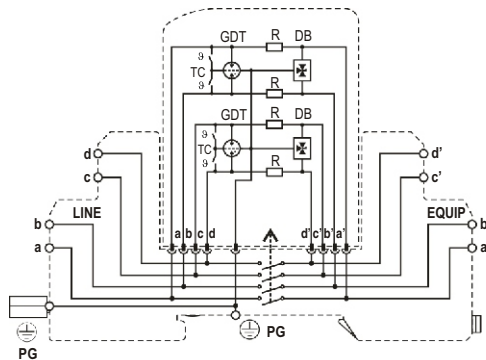 GDT R DB
ϑ
TC
ϑ
R
GDT R DB
ϑ
TC
ϑ
R
d d'
c c'
LINE EQUIP
a b c d d' c' b' a'
b b
a a
PG
PG